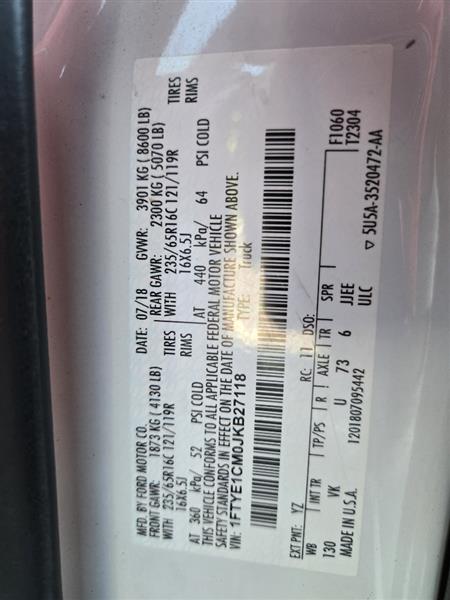 MFD. BY FORD MOTOR CO.
DATE: 07/18 GVWR: 3901 KG ( 8600 LB)
FRONT GAWR: 1873 KG ( 4130 LB)
REAR GAWR: 2300 KG ( 5070 LB)
WITH 235/65R16C 121/119R TIRES
WITH 235/65R16C 121/119R TIRES
16X6.5J RIMS
16X6.5J RIMS
AT 360 kPa/ 52 PSI COLD
AT 440 kPa/ 64 PSI COLD
THIS VEHICLE CONFORMS TO ALL APPLICABLE FEDERAL MOTOR VEHICLE
SAFETY STANDARDS IN EFFECT ON THE DATE OF MANUFACTURE SHOWN ABOVE.
VIN: 1FTYE1CM0JKB27118
TYPE: Truck
EXT PNT: YZ RC: 11 DSO: F1060
WB INT TR TP/PS R AXLE TR SPR T2304
130 VK U 73 6 JJEE
MADE IN U.S.A. 1201807095442 ULC ▽ 5U5A-3520472-AA